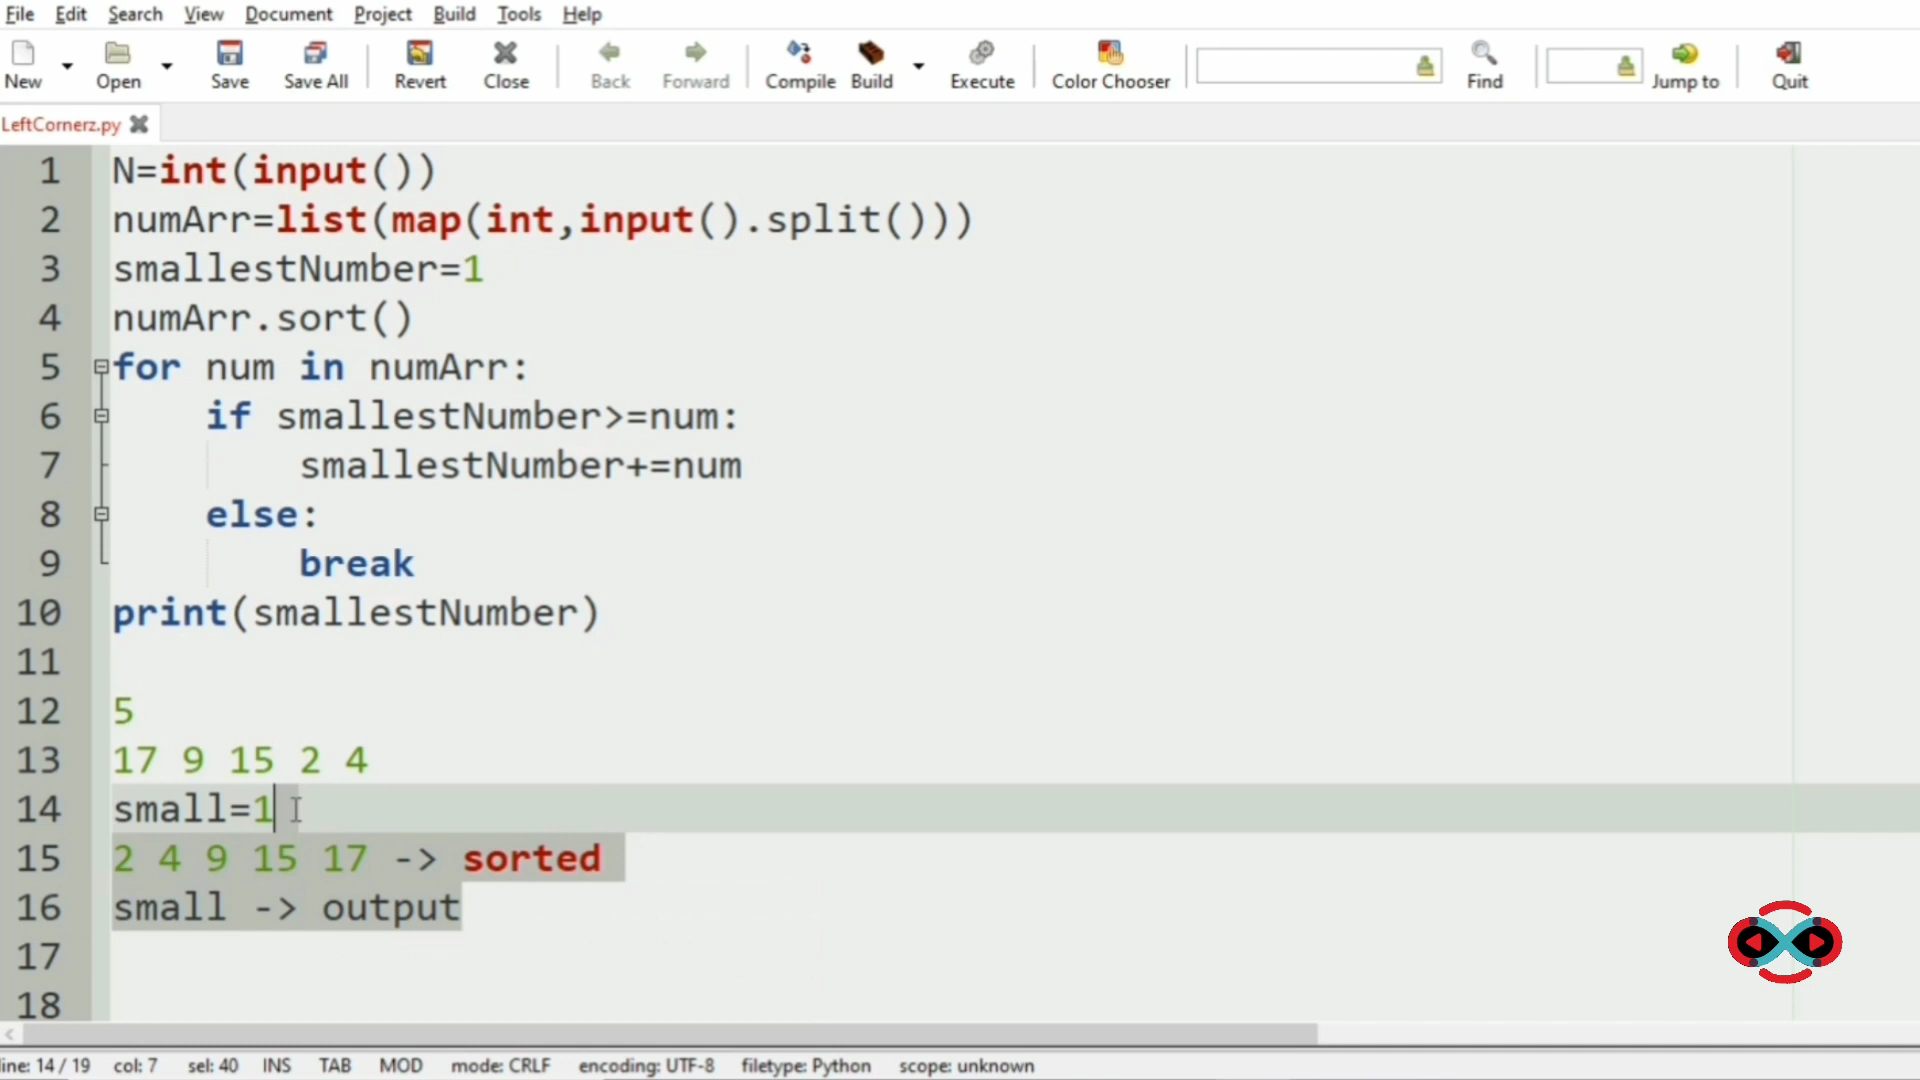 File Edit Search View Document Project Build Tools Help
New Open Save Save All Revert Close Back Forward Compile Build Execute Color Chooser Find Jump to Quit
LeftCornerz.py
1 N=int(input())
2 numArr=list(map(int,input().split()))
3 smallestNumber=1
4 numArr.sort()
5 for num in numArr:
6 if smallestNumber>=num:
7 smallestNumber+=num
8 else:
9 break
10 print(smallestNumber)
11
12 5
13 17 9 15 2 4
14 small=1
15 2 4 9 15 17 -> sorted
16 small -> output
17
18
line: 14 / 19 col: 7 sel: 40 INS TAB MOD mode: CRLF encoding: UTF-8 filetype: Python scope: unknown